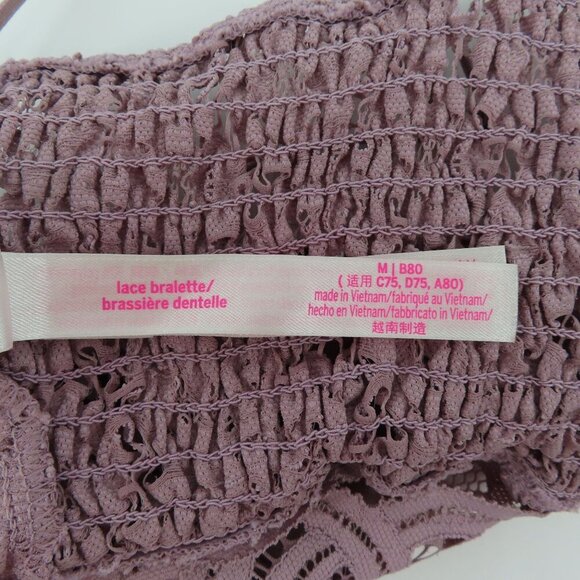 lace bralette/
brassière dentelle
M | B80
( 适用 C75, D75, A80)
made in Vietnam/fabriqué au Vietnam/
hecho en Vietnam/fabbricato in Vietnam/
越南制造